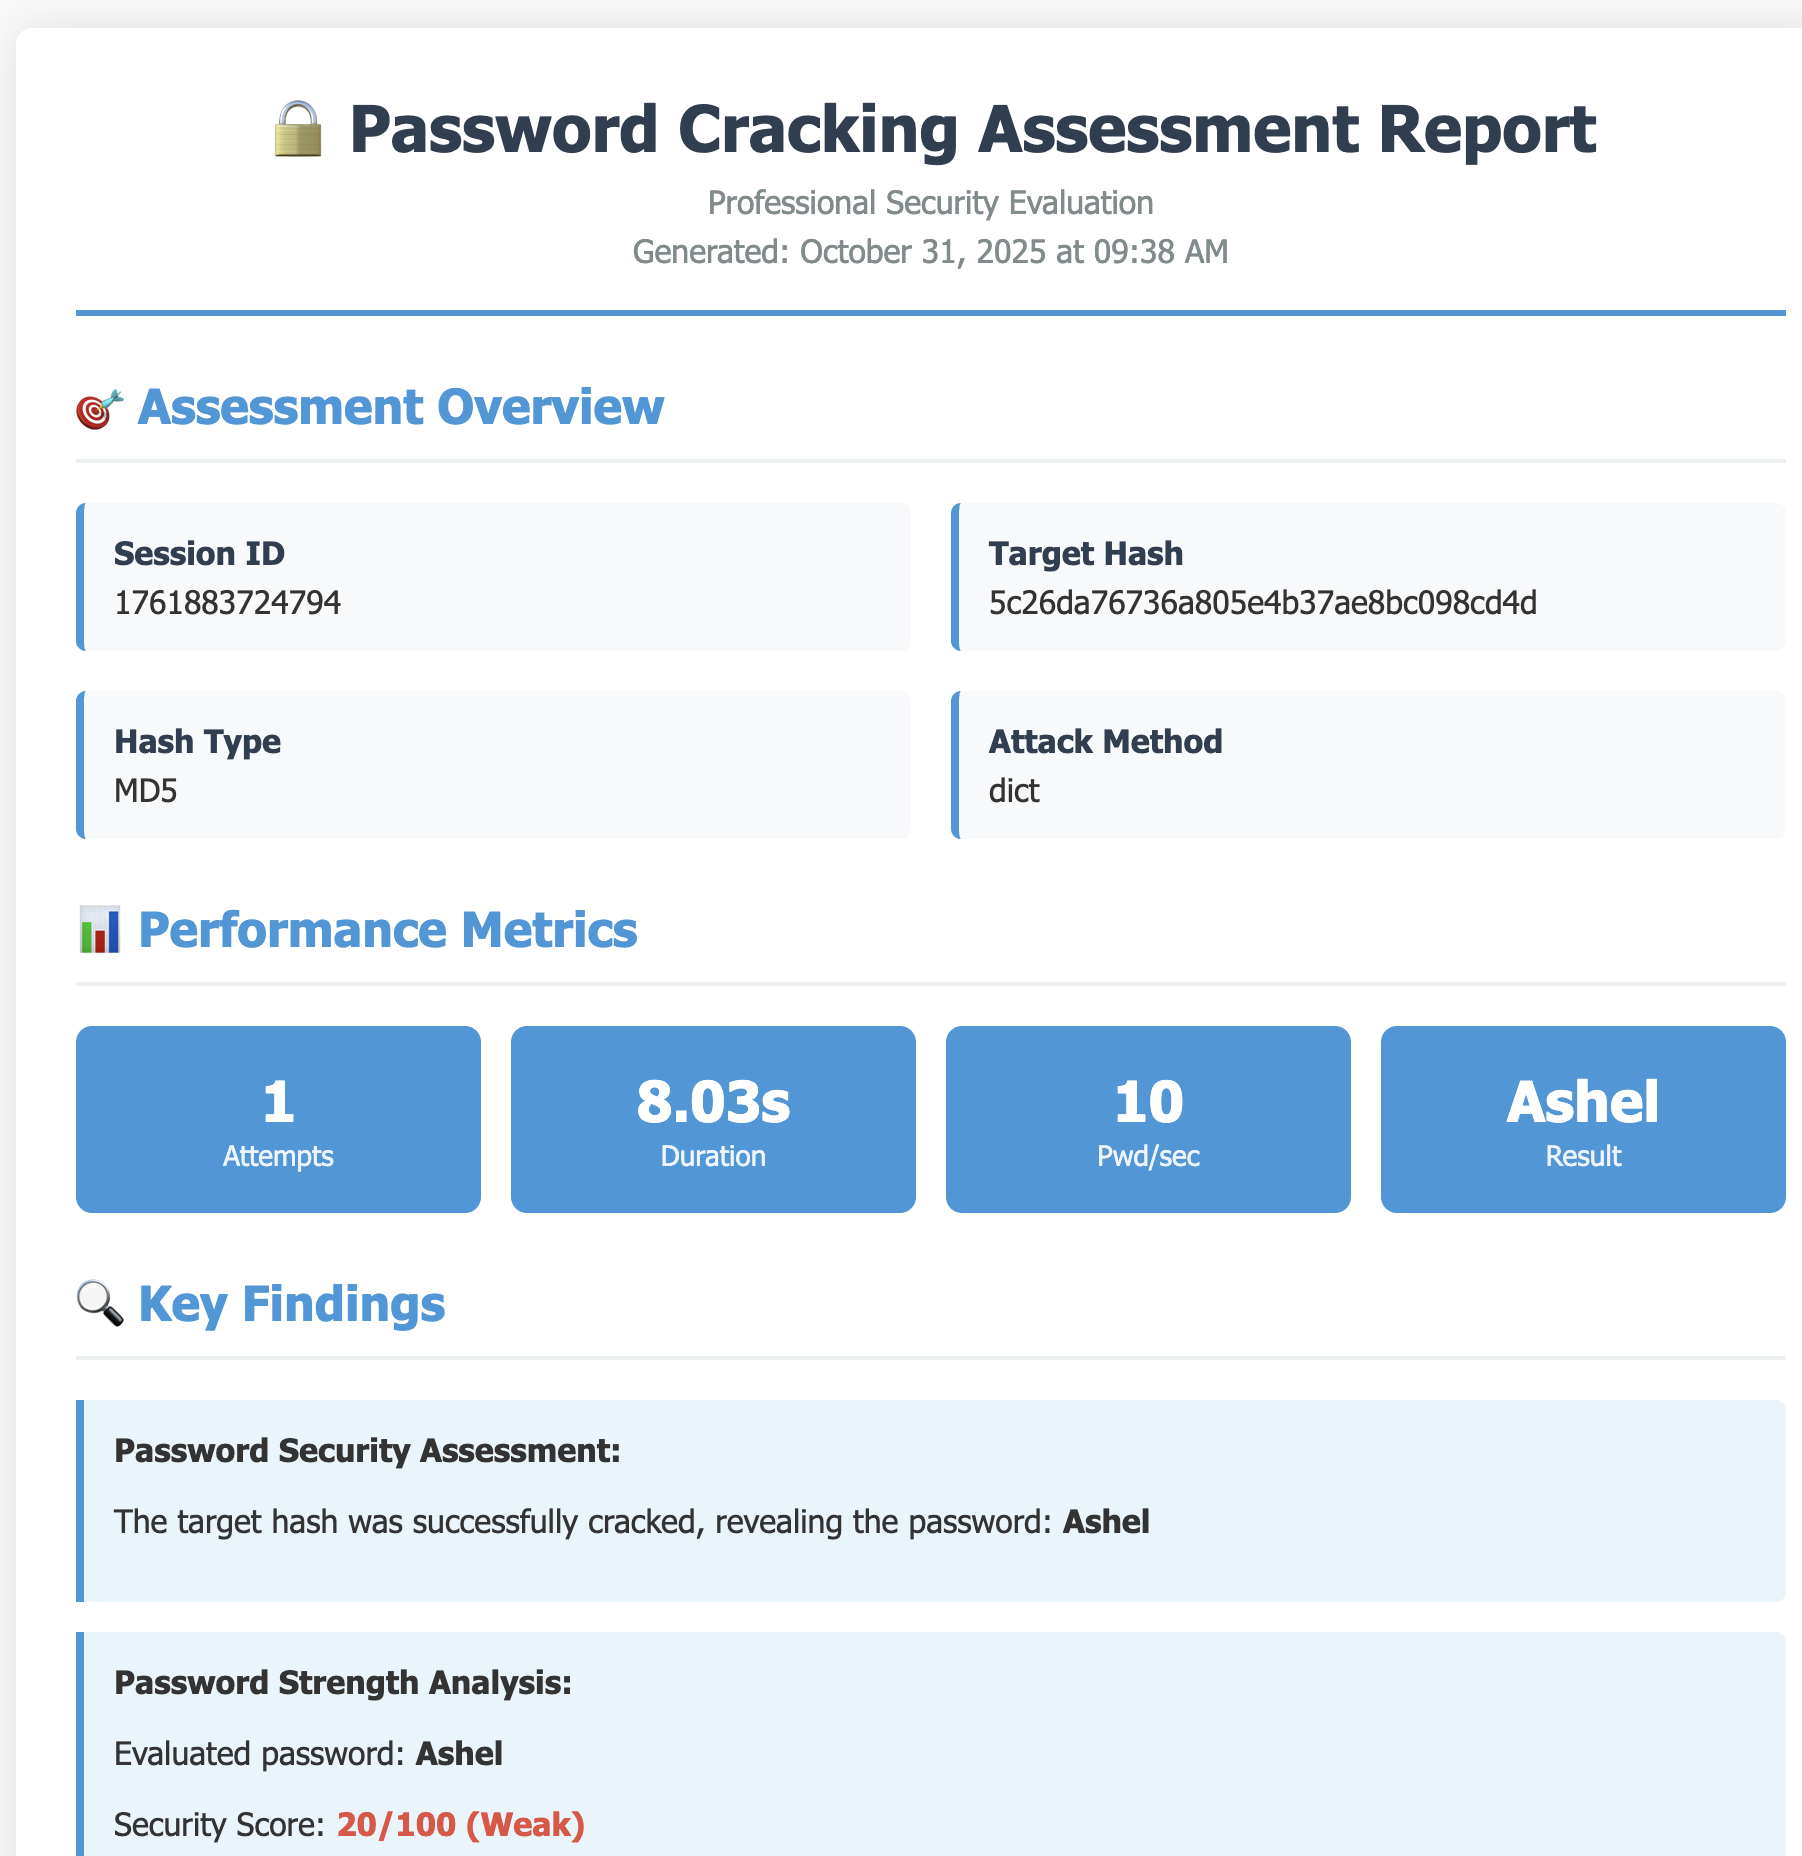 Password Cracking Assessment Report
Professional Security Evaluation
Generated: October 31, 2025 at 09:38 AM
Assessment Overview
Session ID
1761883724794
Target Hash
5c26da76736a805e4b37ae8bc098cd4d
Hash Type
MD5
Attack Method
dict
Performance Metrics
1
Attempts
8.03s
Duration
10
Pwd/sec
Ashel
Result
Key Findings
Password Security Assessment:
The target hash was successfully cracked, revealing the password: Ashel
Password Strength Analysis:
Evaluated password: Ashel
Security Score: 20/100 (Weak)